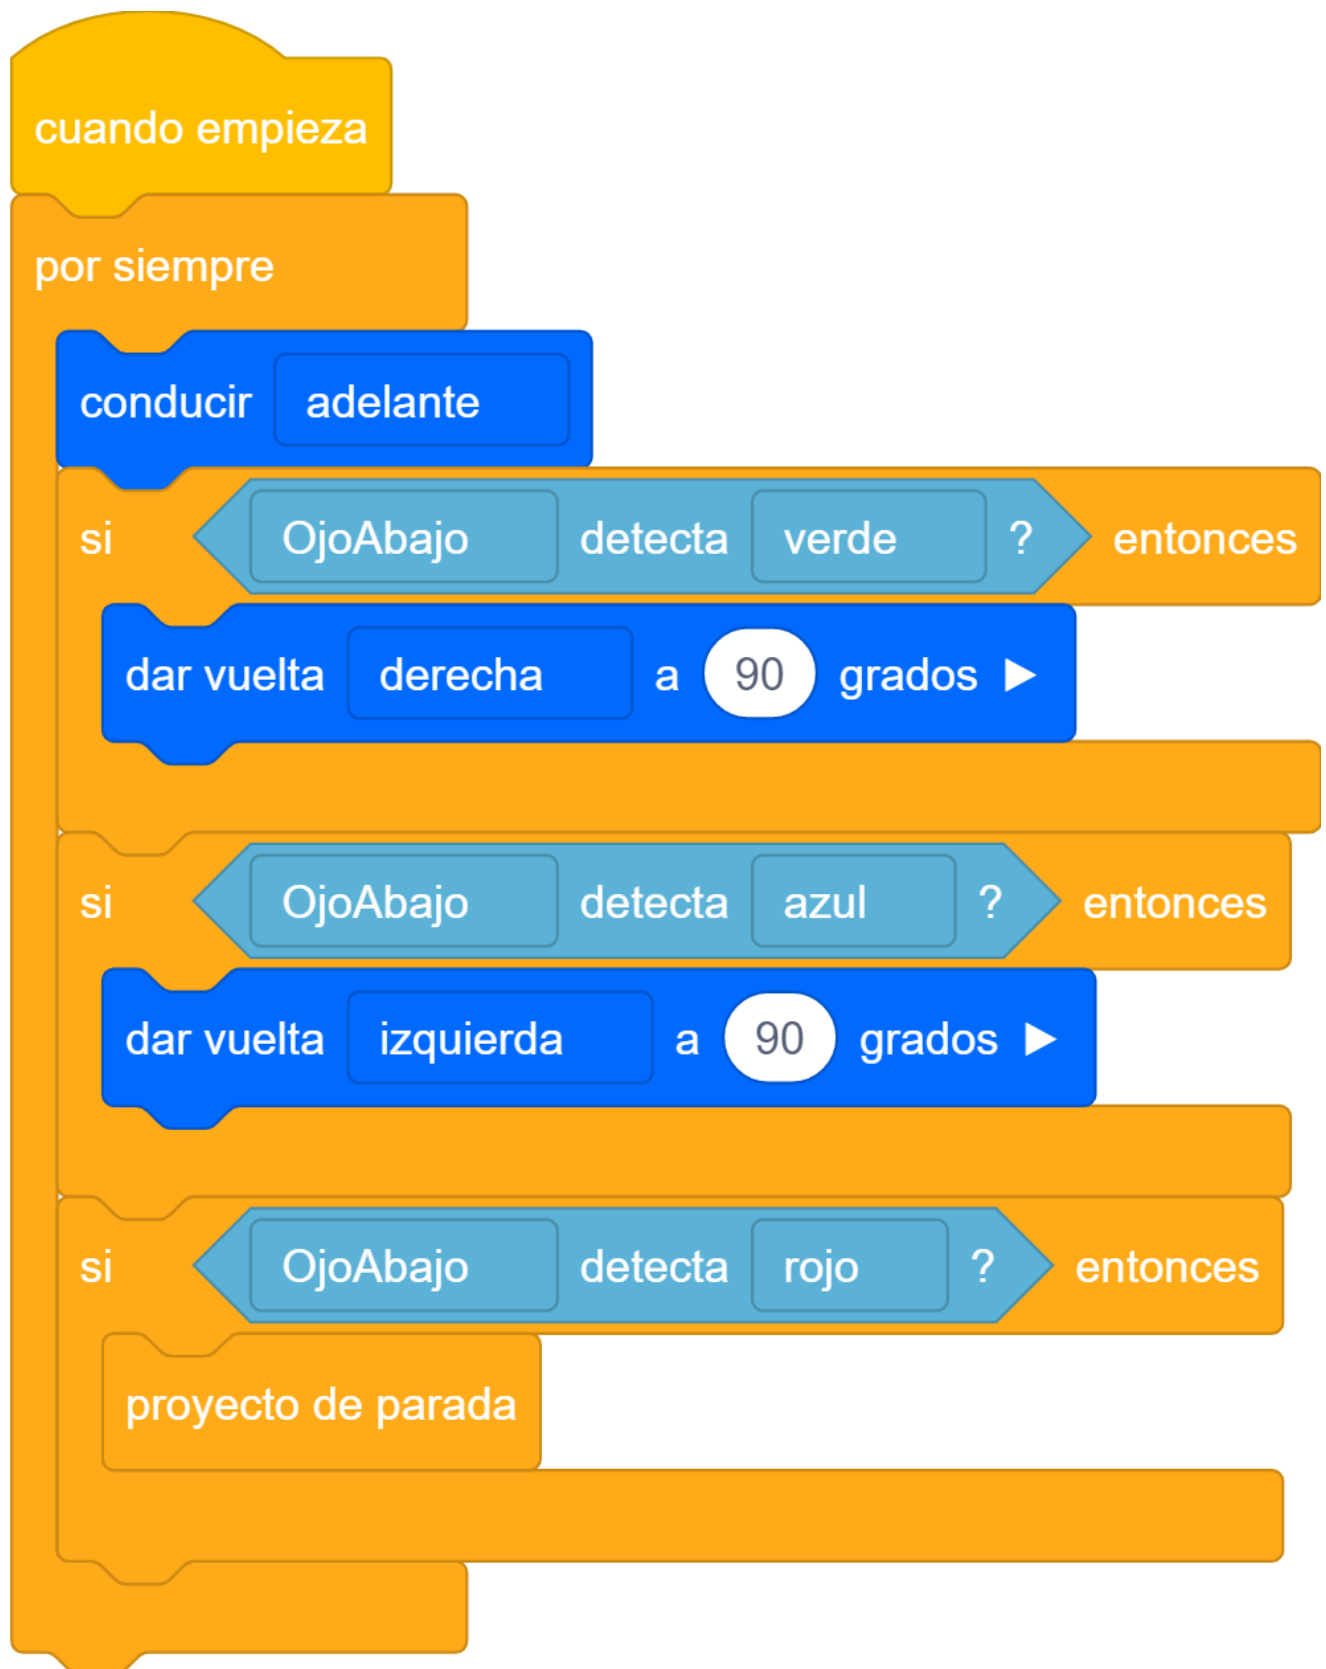 cuando empieza
por siempre
conducir adelante
si OjoAbajo detecta verde ? entonces
dar vuelta derecha a 90 grados
si OjoAbajo detecta azul ? entonces
dar vuelta izquierda a 90 grados
si OjoAbajo detecta rojo ? entonces
proyecto de parada